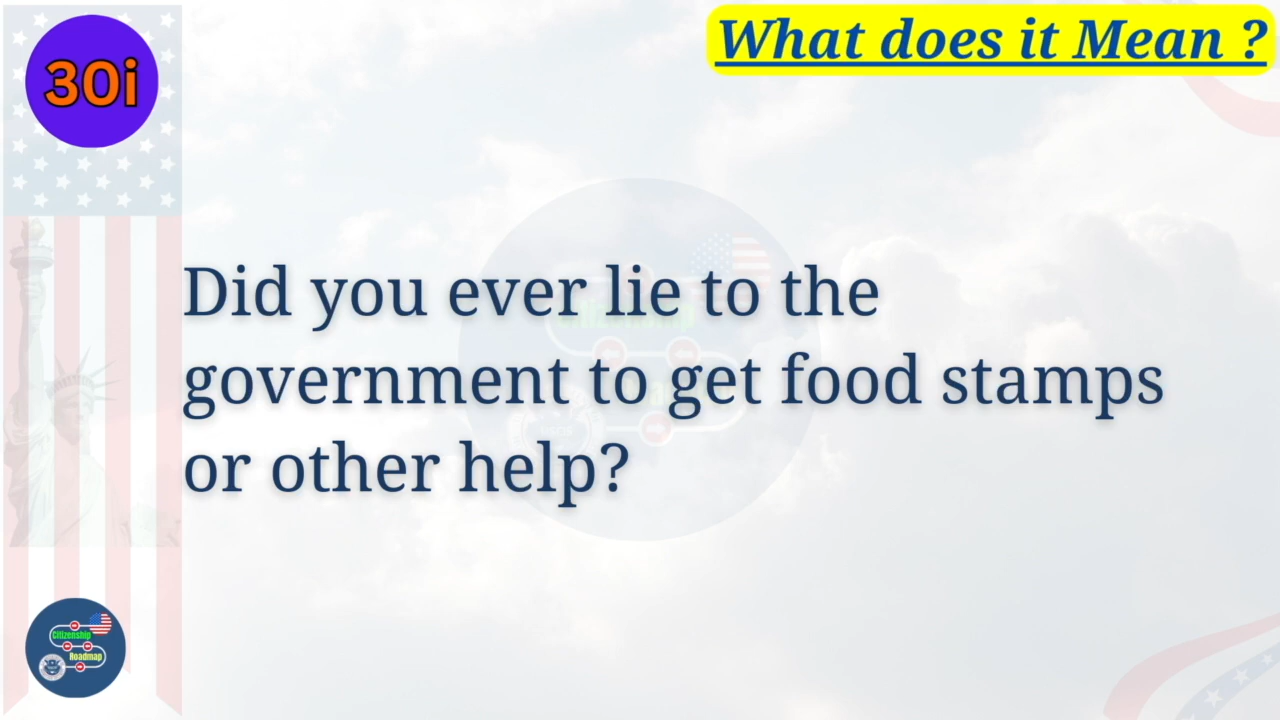 30i
What does it Mean ?
Did you ever lie to the
government to get food stamps
or other help?
Citizenship
Roadmap